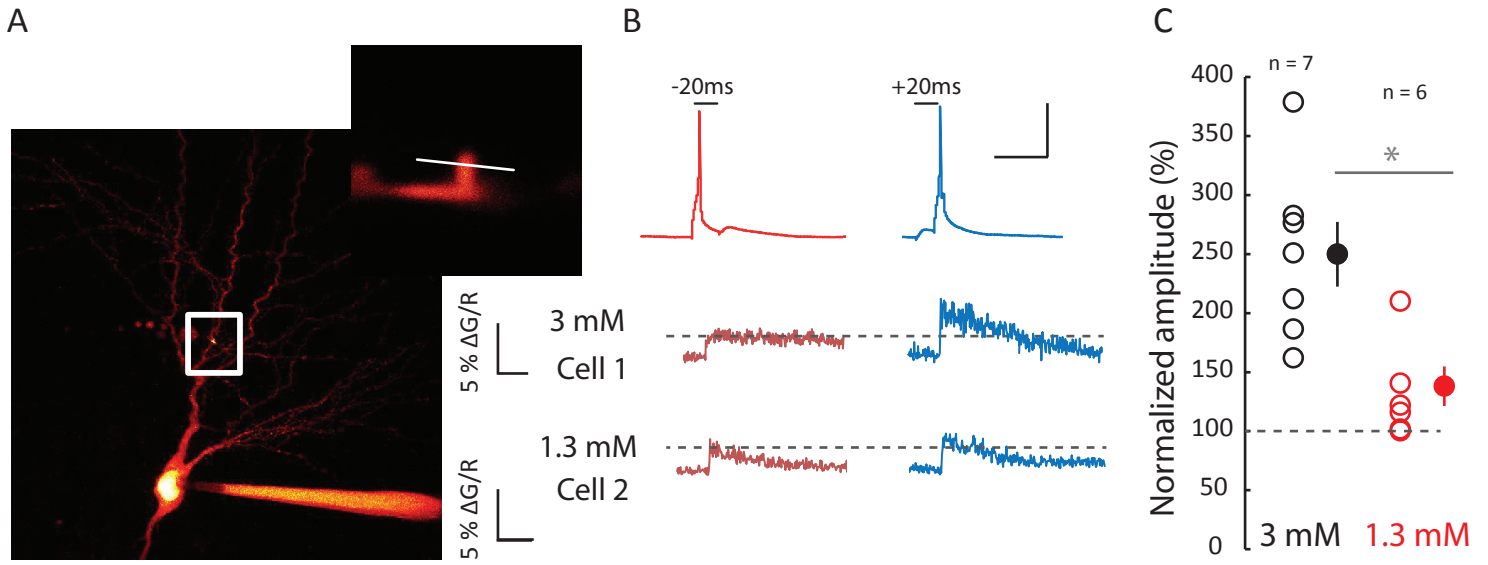 A
B
C
-20ms
+20ms
3 mM
Cell 1
5 % ΔG/R
1.3 mM
Cell 2
5 % ΔG/R
n = 7
n = 6
*
Normalized amplitude (%)
400
350
300
250
200
150
100
50
0
3 mM
1.3 mM